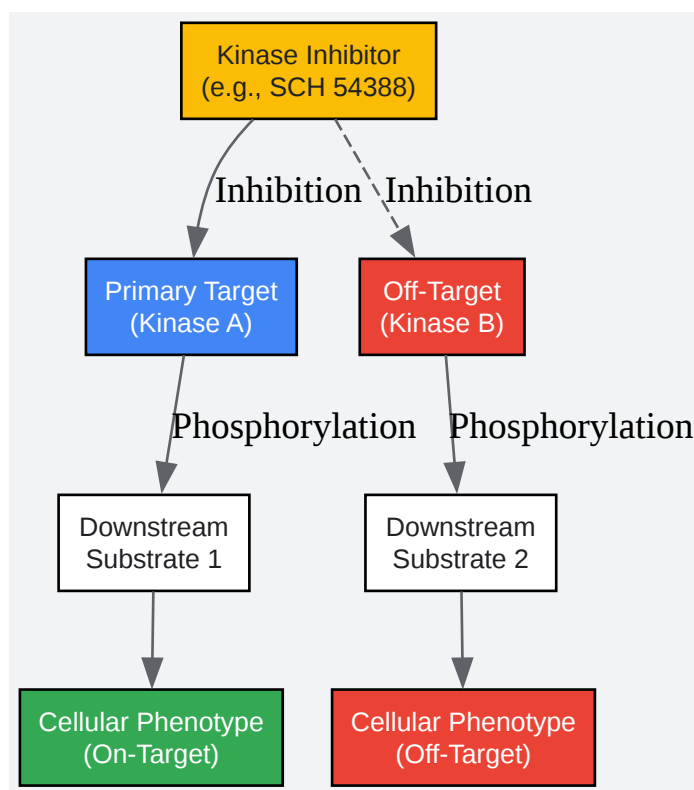 Kinase Inhibitor
(e.g., SCH 54388)
Inhibition
Inhibition
Primary Target
(Kinase A)
Off-Target
(Kinase B)
Phosphorylation
Phosphorylation
Downstream
Substrate 1
Downstream
Substrate 2
Cellular Phenotype
(On-Target)
Cellular Phenotype
(Off-Target)